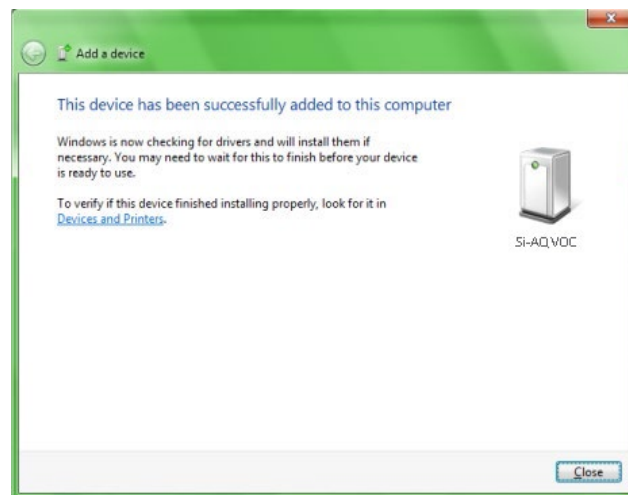 Add a device
This device has been successfully added to this computer
Windows is now checking for drivers and will install them if
necessary. You may need to wait for this to finish before your device
is ready to use.
To verify if this device finished installing properly, look for it in
Devices and Printers.
Si-AQ VOC
Close